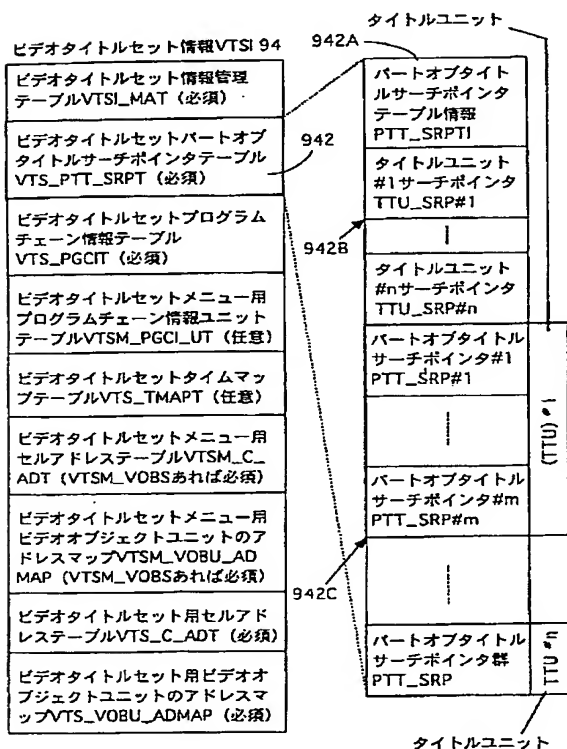 ビデオタイトルセット情報VTSI 94
ビデオタイトルセット情報管理
テーブルVTSI_MAT（必須）
ビデオタイトルセットパートオブ
タイトルサーチポインタテーブル
VTS_PTT_SRPT（必須）
ビデオタイトルセットプログラム
チェーン情報テーブル
VTS_PGCIT（必須）
ビデオタイトルセットメニュー用
プログラムチェーン情報ユニット
テーブルVTSM_PGCI_UT（任意）
ビデオタイトルセットタイムマッ
プテーブルVTS_TMAPT（任意）
ビデオタイトルセットメニュー用
セルアドレステーブルVTSM_C_
ADT（VTSM_VOBSあれば必須）
ビデオタイトルセットメニュー用
ビデオオブジェクトユニットのア
ドレスマップVTSM_VOBU_AD
MAP（VTSM_VOBSあれば必須）
ビデオタイトルセット用セルアド
レステーブルVTS_C_ADT（必須）
ビデオタイトルセット用ビデオオ
ブジェクトユニットのアドレスマ
ップVTS_VOBU_ADMAP（必須）
942
タイトルユニット
942A
パートオブタイト
ルサーチポインタ
テーブル情報
PTT_SRPTI
タイトルユニット
#1サーチポインタ
TTU_SRP#1
942B
タイトルユニット
#nサーチポインタ
TTU_SRP#n
パートオブタイトル
サーチポインタ#1
PTT_SRP#1
(TTU) #1
パートオブタイトル
サーチポインタ#m
PTT_SRP#m
942C
パートオブタイトル
サーチポインタ群
PTT_SRP
TTU #n
タイトルユニット